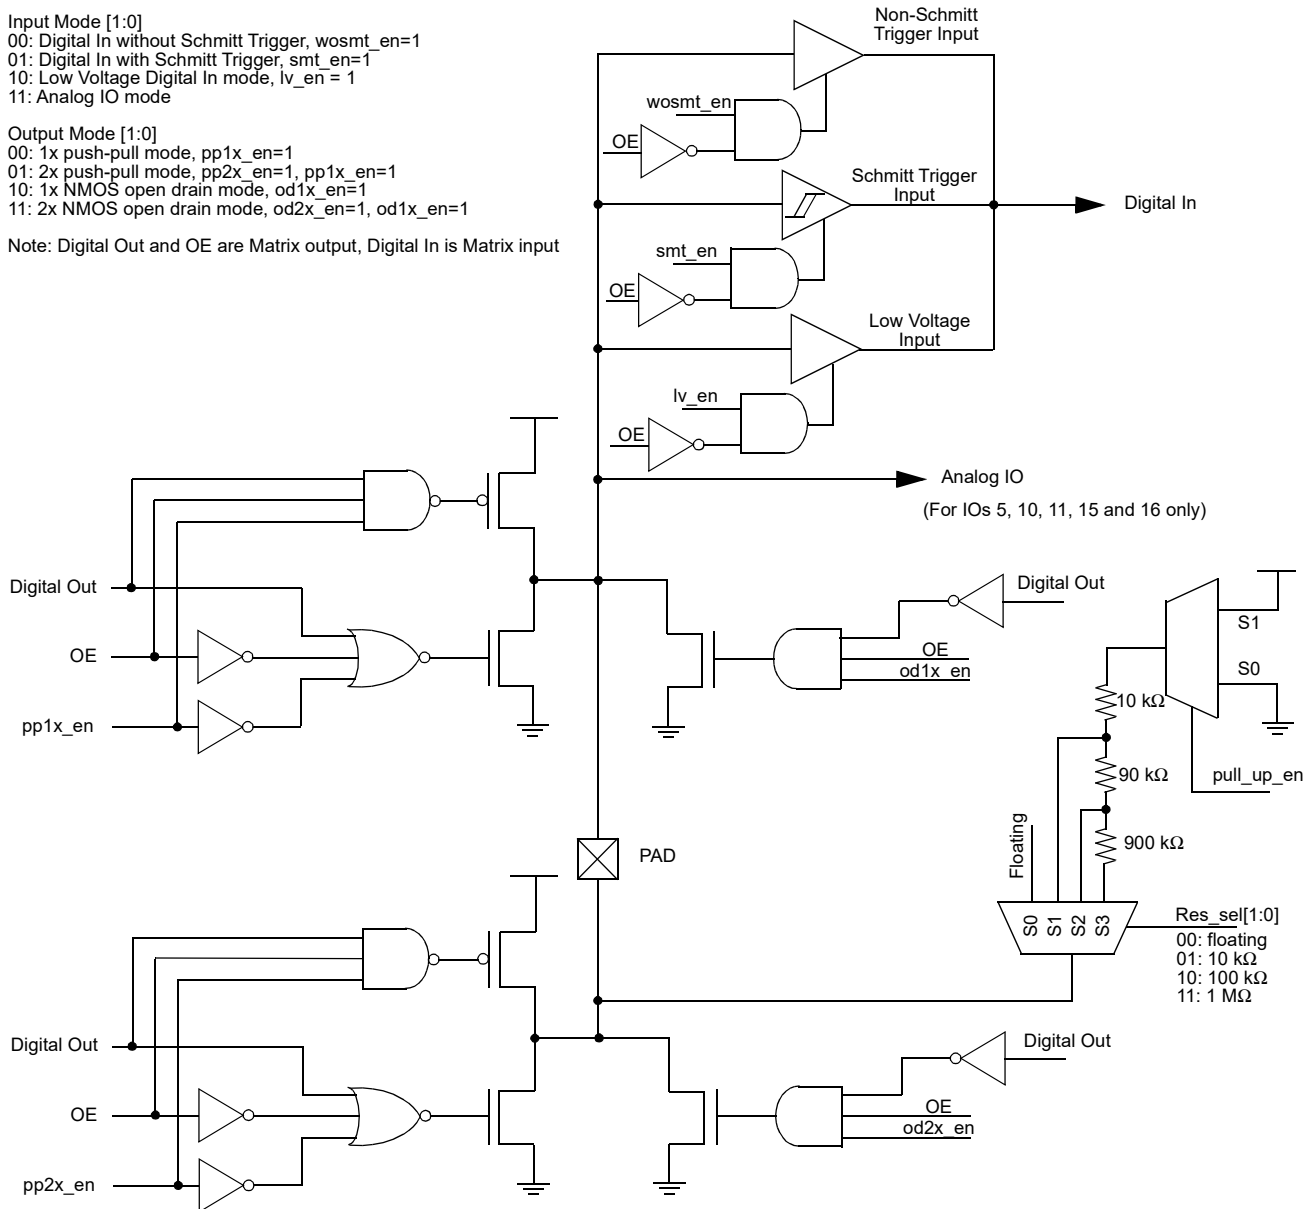 Input Mode [1:0]
00: Digital In without Schmitt Trigger, wosmt_en=1
01: Digital In with Schmitt Trigger, smt_en=1
10: Low Voltage Digital In mode, lv_en = 1
11: Analog IO mode
Output Mode [1:0]
00: 1x push-pull mode, pp1x_en=1
01: 2x push-pull mode, pp2x_en=1, pp1x_en=1
10: 1x NMOS open drain mode, od1x_en=1
11: 2x NMOS open drain mode, od2x_en=1, od1x_en=1
Note: Digital Out and OE are Matrix output, Digital In is Matrix input
Non-Schmitt
Trigger Input
wosmt_en
OE
Schmitt Trigger
Input
Digital In
smt_en
OE
Low Voltage
Input
lv_en
OE
Analog IO
(For IOs 5, 10, 11, 15 and 16 only)
Digital Out
OE
pp1x_en
Digital Out
OE
od1x_en
S1
S0
10 kΩ
90 kΩ
pull_up_en
900 kΩ
Floating
S0
S1
S2
S3
Res_sel[1:0]
00: floating
01: 10 kΩ
10: 100 kΩ
11: 1 MΩ
PAD
Digital Out
OE
pp2x_en
Digital Out
OE
od2x_en